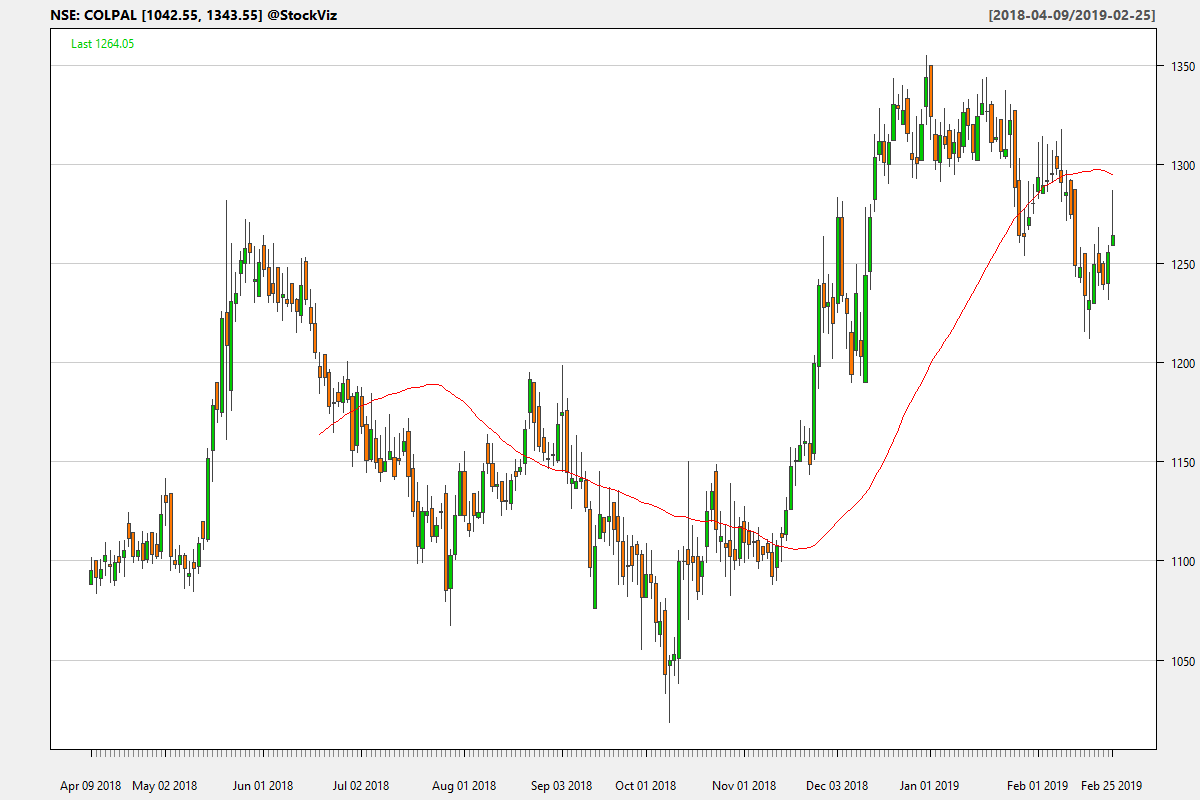 NSE: COLPAL [1042.55, 1343.55] @StockViz
[2018-04-09/2019-02-25]
Last 1264.05
1350
1300
1250
1200
1150
1100
1050
Apr 09 2018 May 02 2018 Jun 01 2018 Jul 02 2018 Aug 01 2018 Sep 03 2018 Oct 01 2018 Nov 01 2018 Dec 03 2018 Jan 01 2019 Feb 01 2019 Feb 25 2019